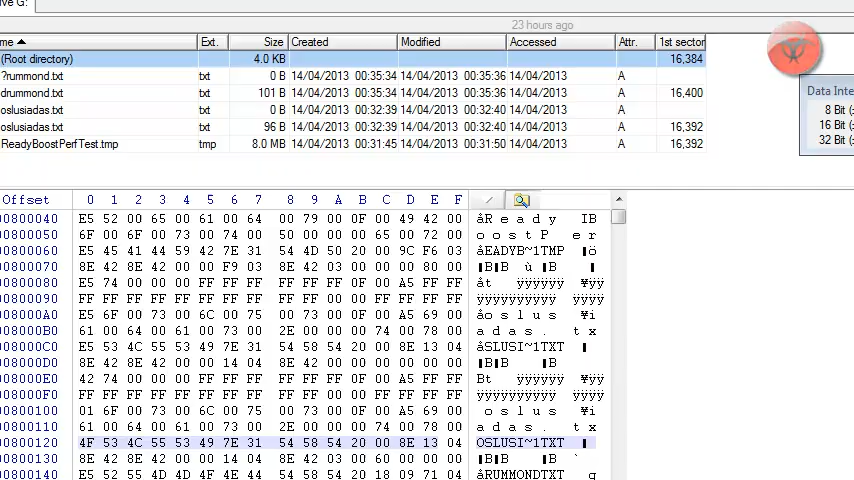 ve G:
23 hours ago
me Ext. Size Created Modified Accessed Attr. 1st sector
(Root directory) 4.0 KB 16,384
?rummond.txt txt 0 B 14/04/2013 00:35:34 14/04/2013 00:35:36 14/04/2013 A
drummond.txt txt 101 B 14/04/2013 00:35:34 14/04/2013 00:35:36 14/04/2013 A 16,400
oslusiadas.txt txt 0 B 14/04/2013 00:32:39 14/04/2013 00:32:40 14/04/2013 A
oslusiadas.txt txt 96 B 14/04/2013 00:32:39 14/04/2013 00:32:40 14/04/2013 A 16,392
ReadyBoostPerfTest.tmp tmp 8.0 MB 14/04/2013 00:31:45 14/04/2013 00:31:50 14/04/2013 A 16,392
Data Inte
8 Bit (
16 Bit (
32 Bit (
Offset 0 1 2 3 4 5 6 7 8 9 A B C D E F
00800040 E5 52 00 65 00 61 00 64 00 79 00 0F 00 49 42 00 åR e a d y IB
00800050 6F 00 6F 00 73 00 74 00 50 00 00 00 65 00 72 00 o o s t P e r
00800060 E5 45 41 44 59 42 7E 31 54 4D 50 20 00 9C F6 03 åEADYB~1TMP ö
00800070 8E 42 8E 42 00 00 F9 03 8E 42 03 00 00 00 80 00 B B ù B
00800080 E5 74 00 00 00 FF FF FF FF FF FF 0F 00 A5 FF FF åt ÿÿÿÿÿÿ ¥ÿÿ
00800090 FF FF FF FF FF FF FF FF FF FF 00 00 FF FF FF FF ÿÿÿÿÿÿÿÿÿÿ ÿÿÿÿ
008000A0 E5 6F 00 73 00 6C 00 75 00 73 00 0F 00 A5 69 00 åo s l u s ¥i
008000B0 61 00 64 00 61 00 73 00 2E 00 00 00 74 00 78 00 a d a s . t x
008000C0 E5 53 4C 55 53 49 7E 31 54 58 54 20 00 8E 13 04 åSLUSI~1TXT
008000D0 8E 42 8E 42 00 00 14 04 8E 42 00 00 00 00 00 00 B B B
008000E0 42 74 00 00 00 FF FF FF FF FF FF 0F 00 A5 FF FF Bt ÿÿÿÿÿÿ ¥ÿÿ
008000F0 FF FF FF FF FF FF FF FF FF FF 00 00 FF FF FF FF ÿÿÿÿÿÿÿÿÿÿ ÿÿÿÿ
00800100 01 6F 00 73 00 6C 00 75 00 73 00 0F 00 A5 69 00 o s l u s ¥i
00800110 61 00 64 00 61 00 73 00 2E 00 00 00 74 00 78 00 a d a s . t x
00800120 4F 53 4C 55 53 49 7E 31 54 58 54 20 00 8E 13 04 OSLUSI~1TXT
00800130 8E 42 8E 42 00 00 14 04 8E 42 03 00 60 00 00 00 B B B `
00800140 E5 52 55 4D 4D 4F 4E 44 54 58 54 20 18 09 71 04 åRUMMONDTXT q